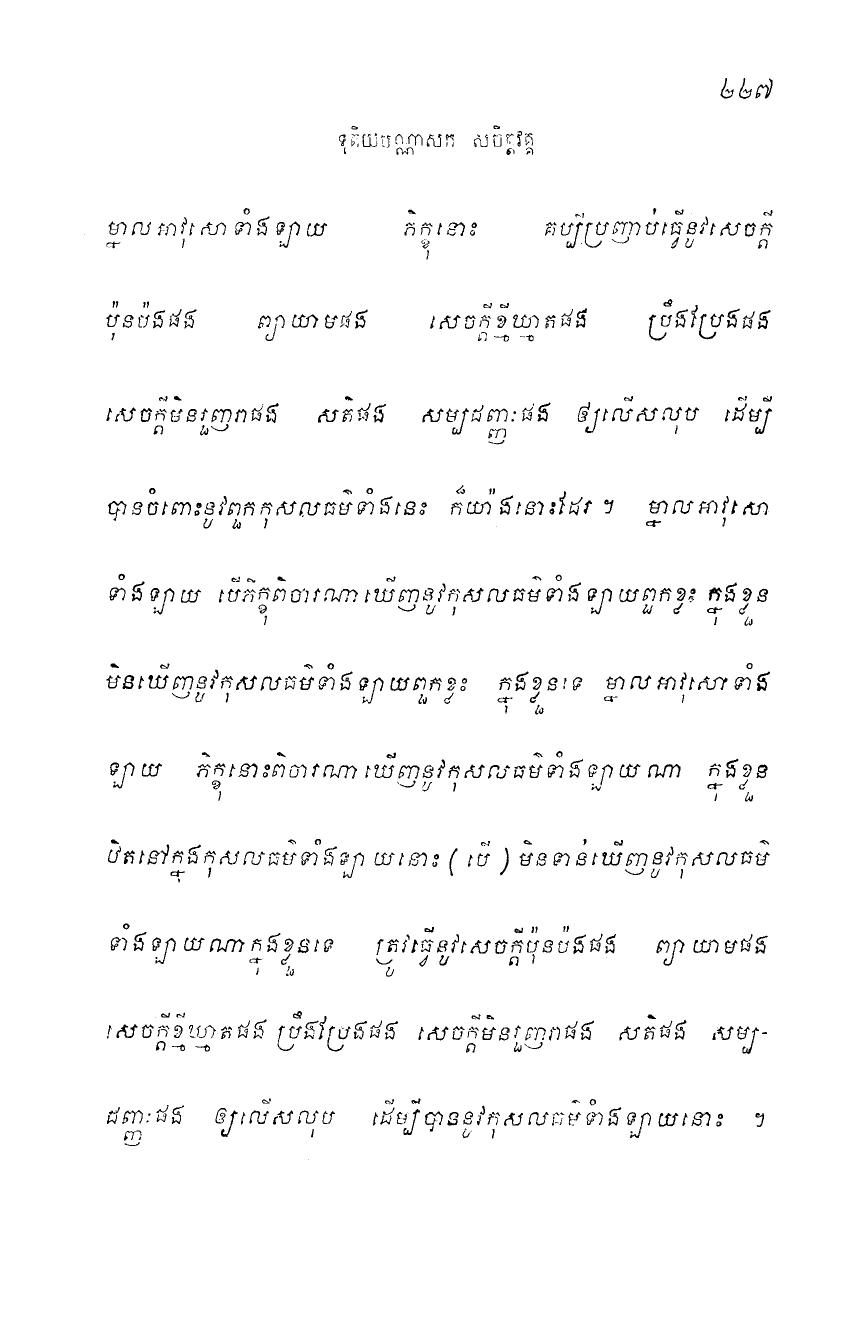 ២២៧
ទុតិយបណ្ណាសក សចិត្តវគ្គ
ម្នាលអាវុសោទាំងឡាយ ភិក្ខុនោះ គប្បីប្រញាប់ធ្វើនូវសេចក្តី
ប៉ុនប៉ងផង ព្យាយាមផង សេចក្តីខ្មីឃ្មាតផង ប្រឹងប្រែងផង
សេចក្តីមិនរួញរាផង សតិផង សម្បជញ្ញៈផង ឲ្យលើសលុប ដើម្បី
បានចំពោះនូវពួកកុសលធម៌ទាំងនេះ ក៏យ៉ាងនោះដែរ ។ ម្នាលអាវុសោ
ទាំងឡាយ បើភិក្ខុពិចារណាឃើញនូវកុសលធម៌ទាំងឡាយពួកខ្លះ ក្នុងខ្លួន
មិនឃើញនូវកុសលធម៌ទាំងឡាយពួកខ្លះ ក្នុងខ្លួនទេ ម្នាលអាវុសោទាំង
ឡាយ ភិក្ខុនោះពិចារណាឃើញនូវកុសលធម៌ទាំងឡាយណា ក្នុងខ្លួន
ឋិតនៅក្នុងកុសលធម៌ទាំងឡាយនោះ ( បើ ) មិនទាន់ឃើញនូវកុសលធម៌
ទាំងឡាយណាក្នុងខ្លួនទេ ត្រូវធ្វើនូវសេចក្តីប៉ុនប៉ងផង ព្យាយាមផង
សេចក្តីខ្មីឃ្មាតផង ប្រឹងប្រែងផង សេចក្តីមិនរួញរាផង សតិផង សម្ប-
ជញ្ញៈផង ឲ្យលើសលុប ដើម្បីបាននូវកុសលធម៌ទាំងឡាយនោះ ។